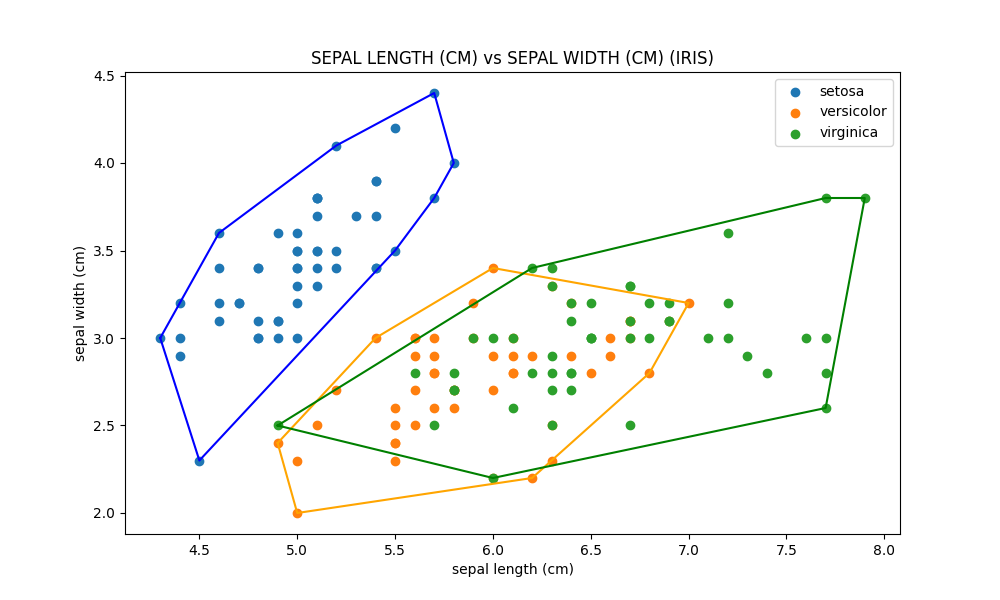 SEPAL LENGTH (CM) vs SEPAL WIDTH (CM) (IRIS)
setosa
versicolor
virginica
sepal width (cm)
4.5
4.0
3.5
3.0
2.5
2.0
4.5 5.0 5.5 6.0 6.5 7.0 7.5 8.0
sepal length (cm)